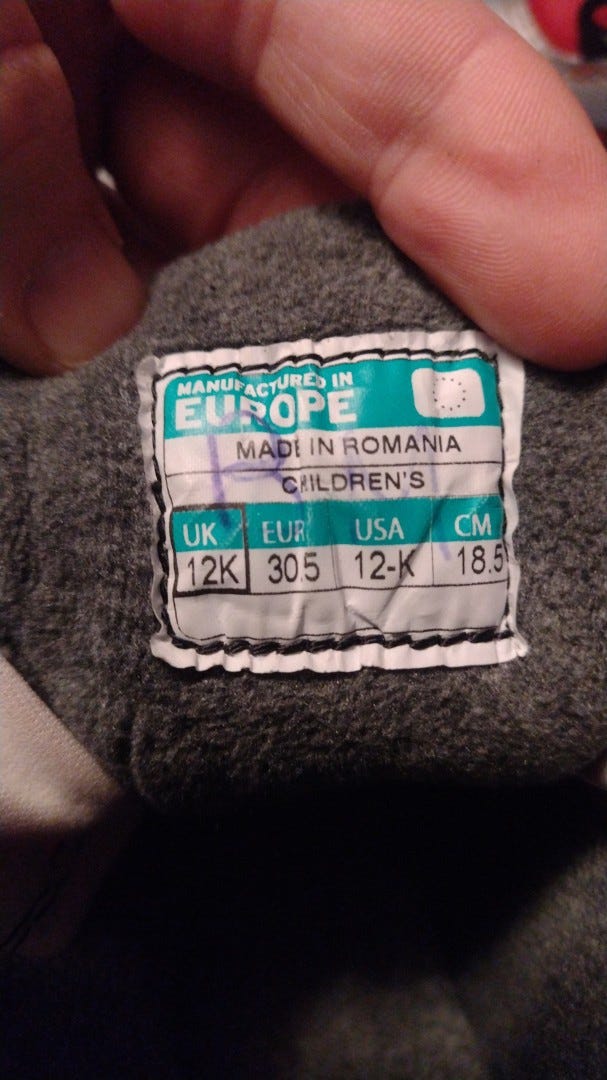 MANUFACTURED IN
EUROPE
MADE IN ROMANIA
CHILDREN'S
UK EUR USA CM
12K 30.5 12-K 18.5